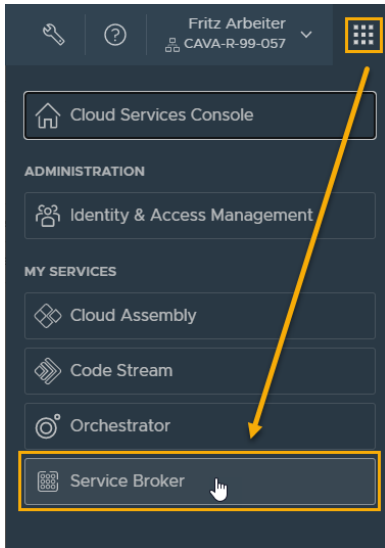 Fritz Arbeiter
CAVA-R-99-057
Cloud Services Console
ADMINISTRATION
Identity & Access Management
MY SERVICES
Cloud Assembly
Code Stream
Orchestrator
Service Broker